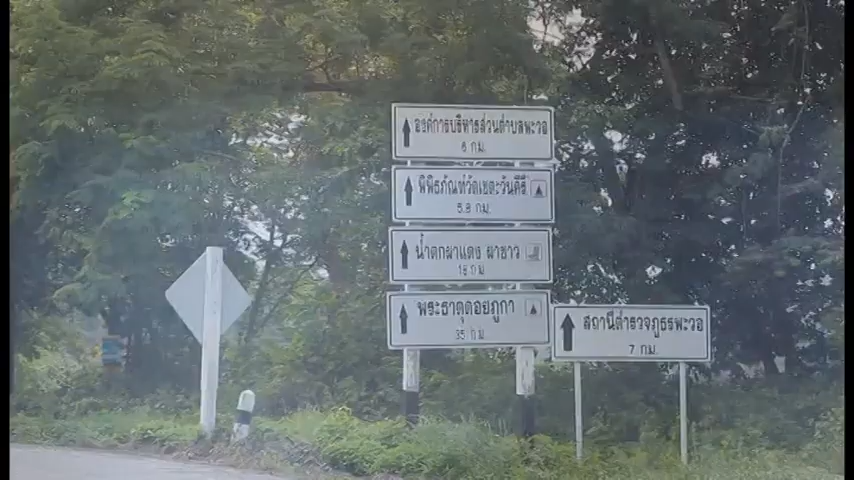 องค์การบริหารส่วนตำบลพะวอ
6 กม.
พิพิธภัณฑ์วัดเขตะวันคีรี
5.8 กม.
น้ำตกผาแดง ผาขาว
18 กม
พระธาตุดอยภูกา
35 กม
สถานีตำรวจภูธรพะวอ
7 กม.